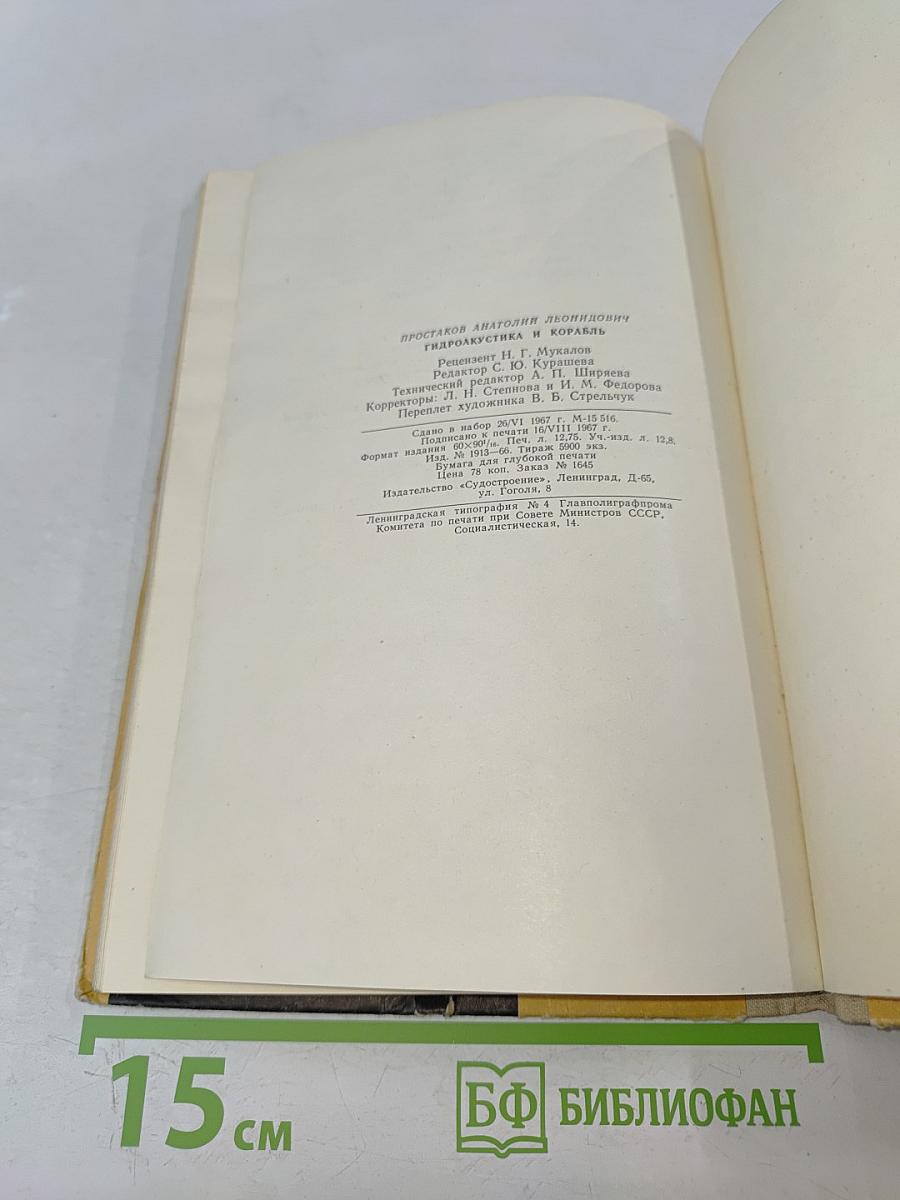 ПРОСТАКОВ АНАТОЛИЙ ЛЕОНИДОВИЧ
ГИДРОАКУСТИКА И КОРАБЛЬ
Рецензент Н. Г. Мукалов
Редактор С. Ю. Курашева
Технический редактор А. П. Ширяева
Корректоры: Л. Н. Степнова и И. М. Федорова
Переплет художника В. Б. Стрельчук
Сдано в набор 26/VI 1967 г. М-15 516.
Подписано к печати 16/VIII 1967 г.
Формат издания 60×90¹/₁₆. Печ. л. 12,75. Уч.-изд. л. 12,8.
Изд. № 1913—66. Тираж 5900 экз.
Бумага для глубокой печати
Цена 78 коп. Заказ № 1645
Издательство «Судостроение», Ленинград, Д-65,
ул. Гоголя, 8
Ленинградская типография № 4 Главполиграфпрома
Комитета по печати при Совете Министров СССР,
Социалистическая, 14.
15 см
БФ БИБЛИОФАН